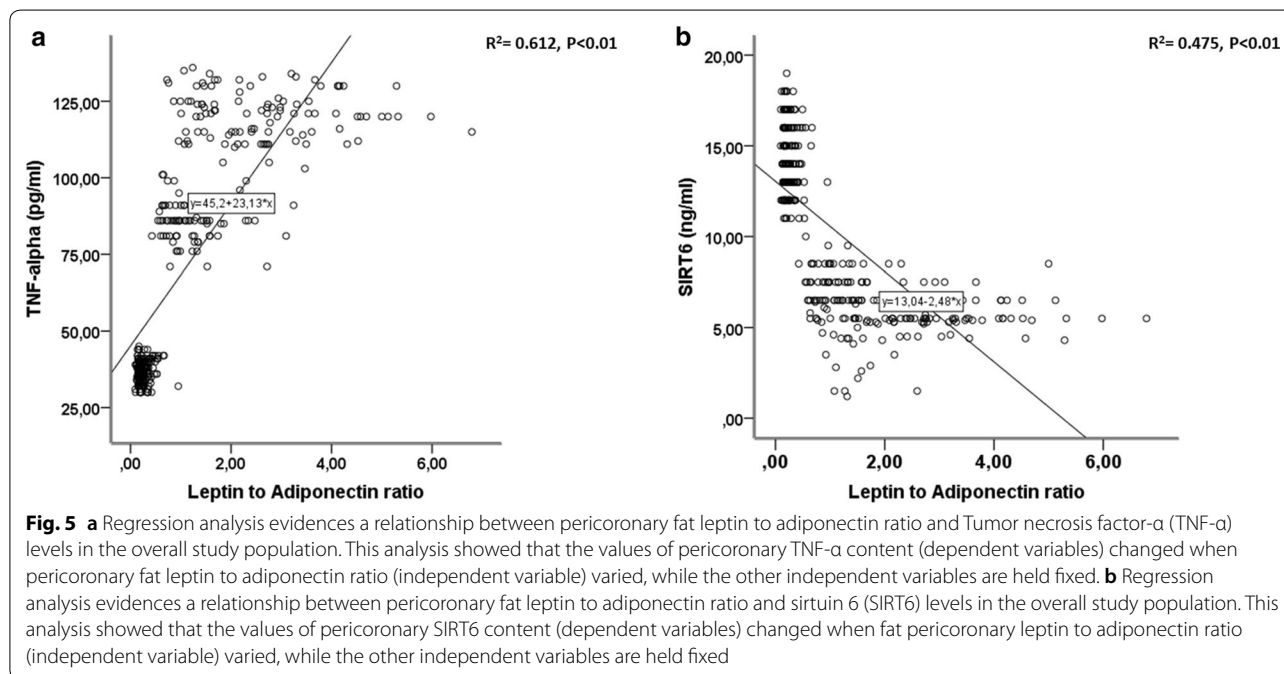 a
R²= 0.612, P<0.01
125,00
100,00
75,00
50,00
25,00
TNF-alpha (pg/ml)
y=45,2+23,13*x
,00 2,00 4,00 6,00
Leptin to Adiponectin ratio
b
R²= 0.475, P<0.01
20,00
15,00
10,00
5,00
,00
SIRT6 (ng/ml)
y=13,04-2,48*x
,00 2,00 4,00 6,00
Leptin to Adiponectin ratio
Fig. 5 a Regression analysis evidences a relationship between pericoronary fat leptin to adiponectin ratio and Tumor necrosis factor-α (TNF-α)
levels in the overall study population. This analysis showed that the values of pericoronary TNF-α content (dependent variables) changed when
pericoronary fat leptin to adiponectin ratio (independent variable) varied, while the other independent variables are held fixed. b Regression
analysis evidences a relationship between pericoronary fat leptin to adiponectin ratio and sirtuin 6 (SIRT6) levels in the overall study population. This
analysis showed that the values of pericoronary SIRT6 content (dependent variables) changed when fat pericoronary leptin to adiponectin ratio
(independent variable) varied, while the other independent variables are held fixed